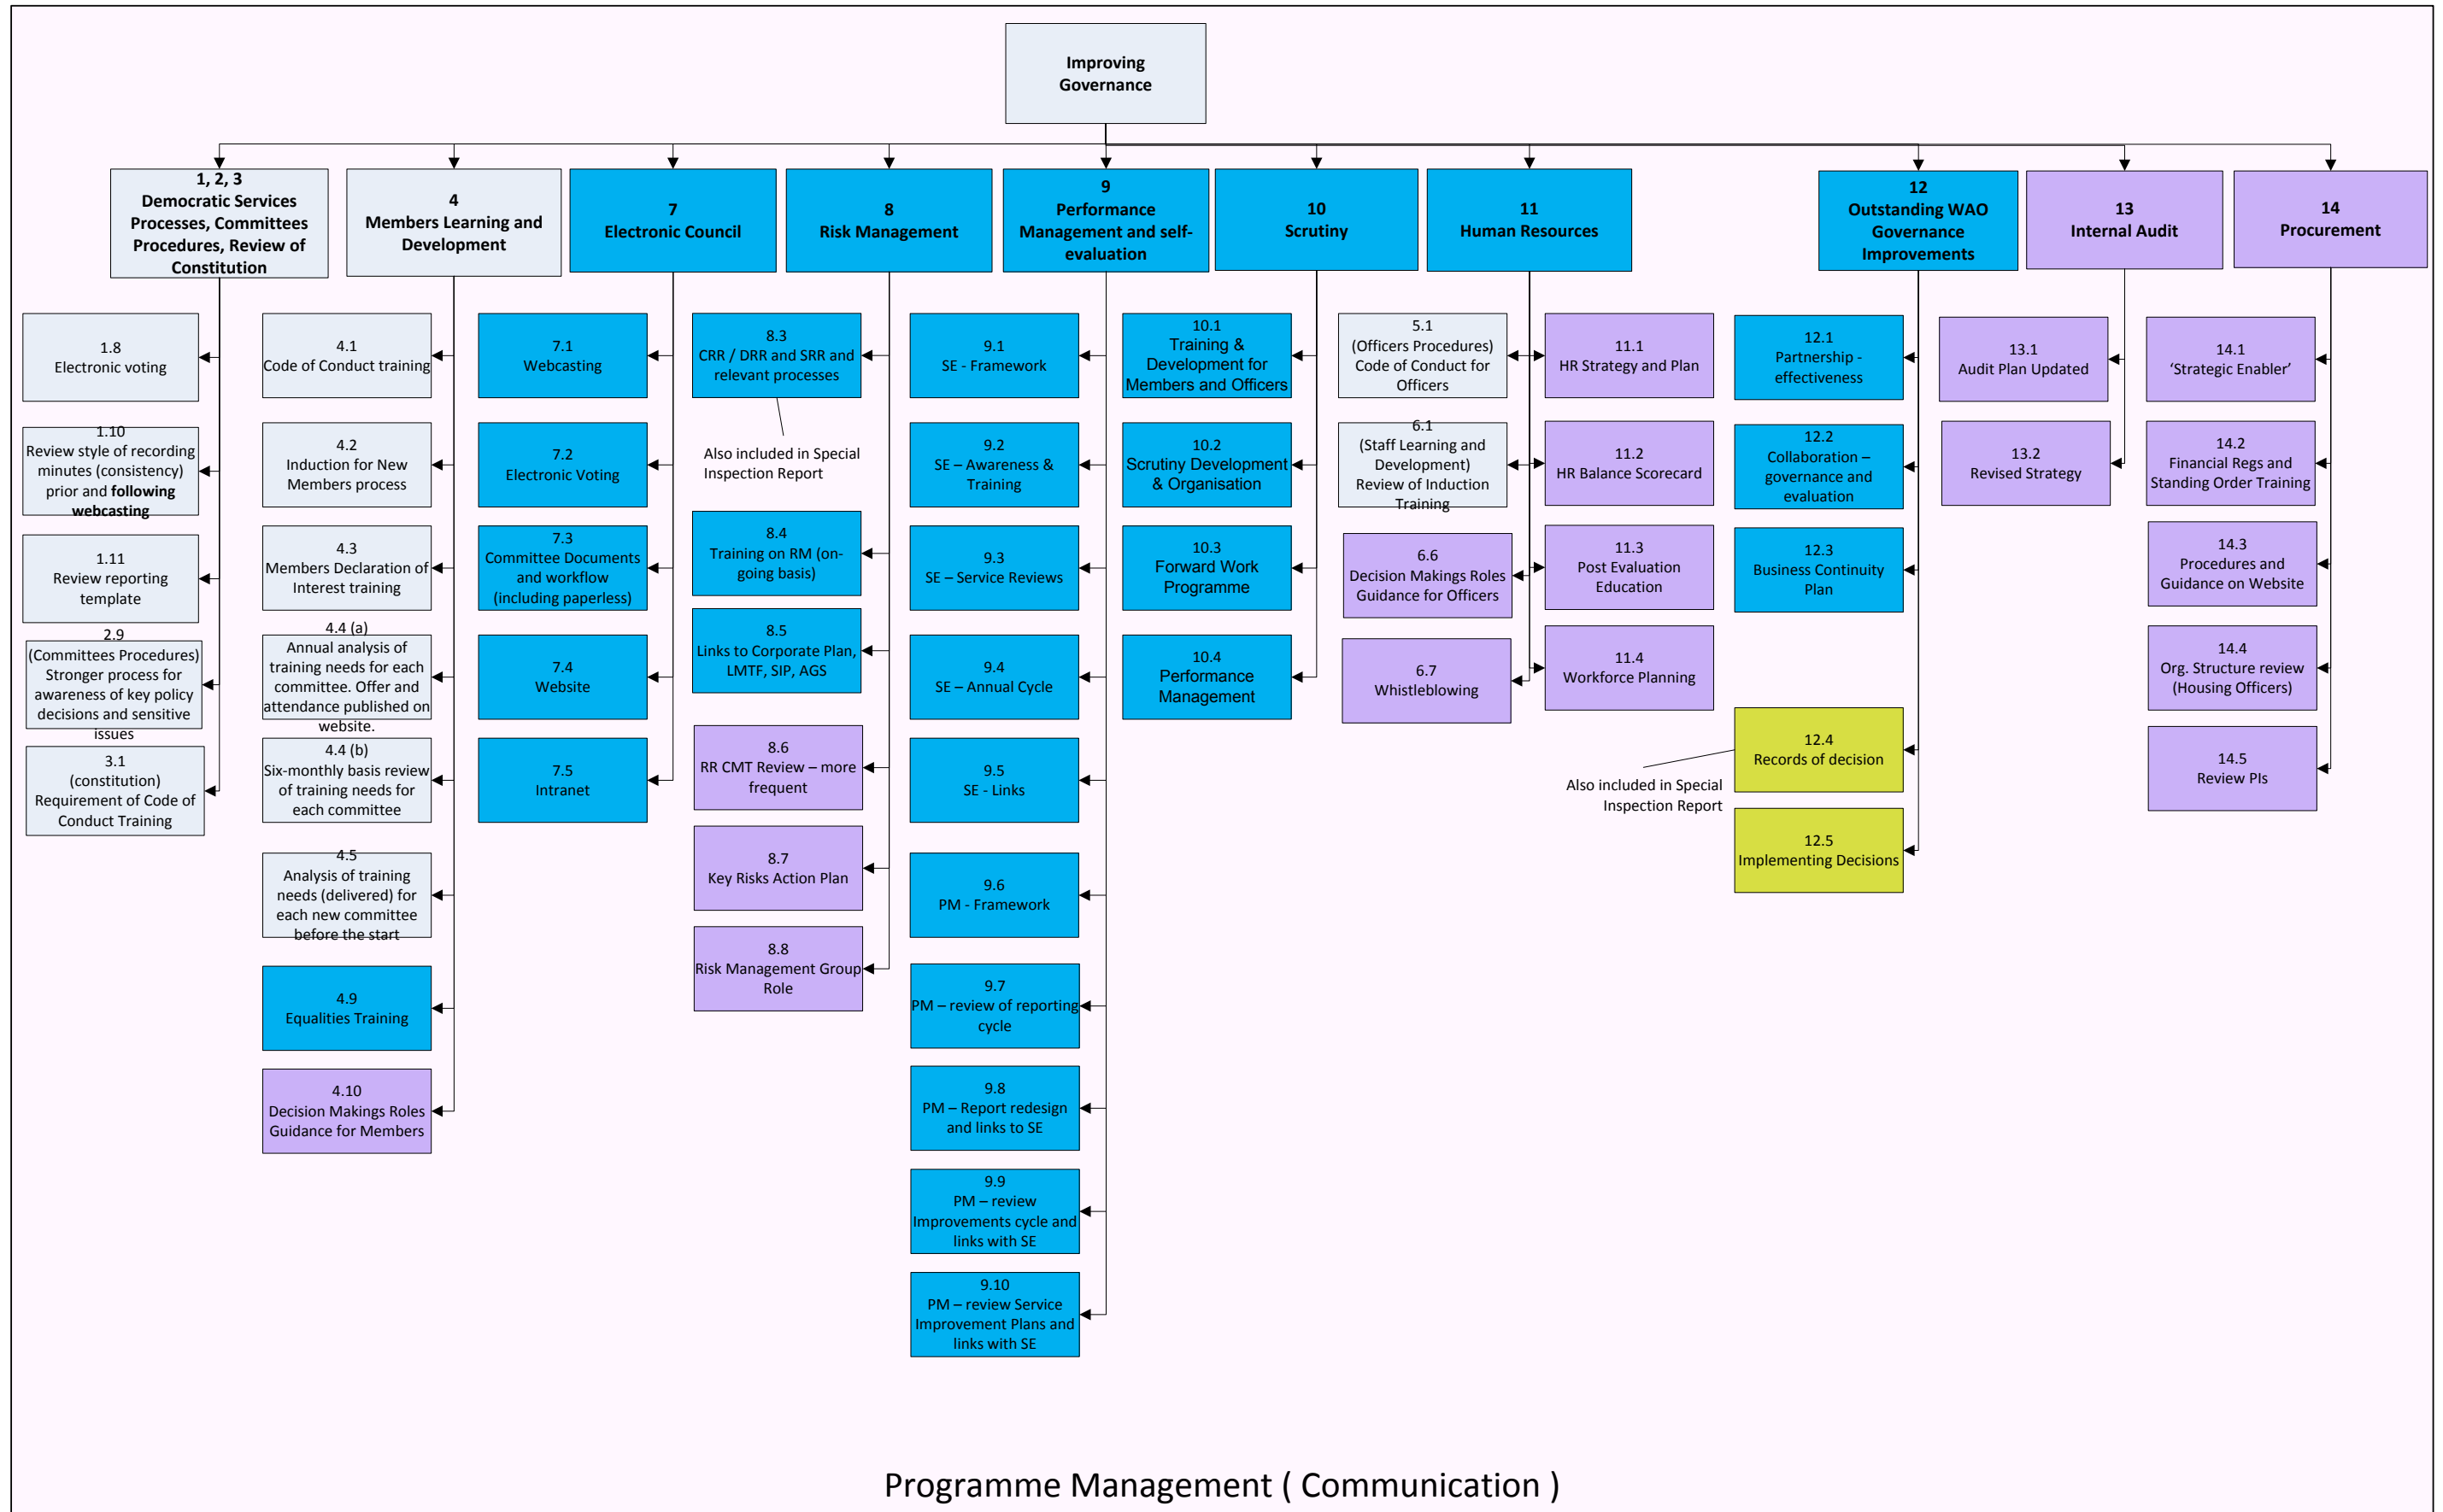 Improving
Governance
1, 2, 3
Democratic Services
Processes, Committees
Procedures, Review of
Constitution
4
Members Learning and
Development
7
Electronic Council
8
Risk Management
9
Performance
Management and self-
evaluation
10
Scrutiny
11
Human Resources
12
Outstanding WAO
Governance
Improvements
13
Internal Audit
14
Procurement
1.8
Electronic voting
1.10
Review style of recording
minutes (consistency)
prior and following
webcasting
1.11
Review reporting
template
2.9
(Committees Procedures)
Stronger process for
awareness of key policy
decisions and sensitive
issues
3.1
(constitution)
Requirement of Code of
Conduct Training
4.1
Code of Conduct training
4.2
Induction for New
Members process
4.3
Members Declaration of
Interest training
4.4 (a)
Annual analysis of
training needs for each
committee. Offer and
attendance published on
website.
4.4 (b)
Six-monthly basis review
of training needs for
each committee
4.5
Analysis of training
needs (delivered) for
each new committee
before the start
4.9
Equalities Training
4.10
Decision Makings Roles
Guidance for Members
7.1
Webcasting
7.2
Electronic Voting
7.3
Committee Documents
and workflow
(including paperless)
7.4
Website
7.5
Intranet
8.3
CRR / DRR and SRR and
relevant processes
Also included in Special
Inspection Report
8.4
Training on RM (on-
going basis)
8.5
Links to Corporate Plan,
LMTF, SIP, AGS
8.6
RR CMT Review – more
frequent
8.7
Key Risks Action Plan
8.8
Risk Management Group
Role
9.1
SE - Framework
9.2
SE – Awareness &
Training
9.3
SE – Service Reviews
9.4
SE – Annual Cycle
9.5
SE - Links
9.6
PM - Framework
9.7
PM – review of reporting
cycle
9.8
PM – Report redesign
and links to SE
9.9
PM – review
Improvements cycle and
links with SE
9.10
PM – review Service
Improvement Plans and
links with SE
10.1
Training &
Development for
Members and Officers
10.2
Scrutiny Development
& Organisation
10.3
Forward Work
Programme
10.4
Performance
Management
5.1
(Officers Procedures)
Code of Conduct for
Officers
6.1
(Staff Learning and
Development)
Review of Induction
Training
6.6
Decision Makings Roles
Guidance for Officers
6.7
Whistleblowing
11.1
HR Strategy and Plan
11.2
HR Balance Scorecard
11.3
Post Evaluation
Education
11.4
Workforce Planning
12.1
Partnership -
effectiveness
12.2
Collaboration –
governance and
evaluation
12.3
Business Continuity
Plan
12.4
Records of decision
Also included in Special
Inspection Report
12.5
Implementing Decisions
13.1
Audit Plan Updated
13.2
Revised Strategy
14.1
‘Strategic Enabler’
14.2
Financial Regs and
Standing Order Training
14.3
Procedures and
Guidance on Website
14.4
Org. Structure review
(Housing Officers)
14.5
Review PIs
Programme Management ( Communication )